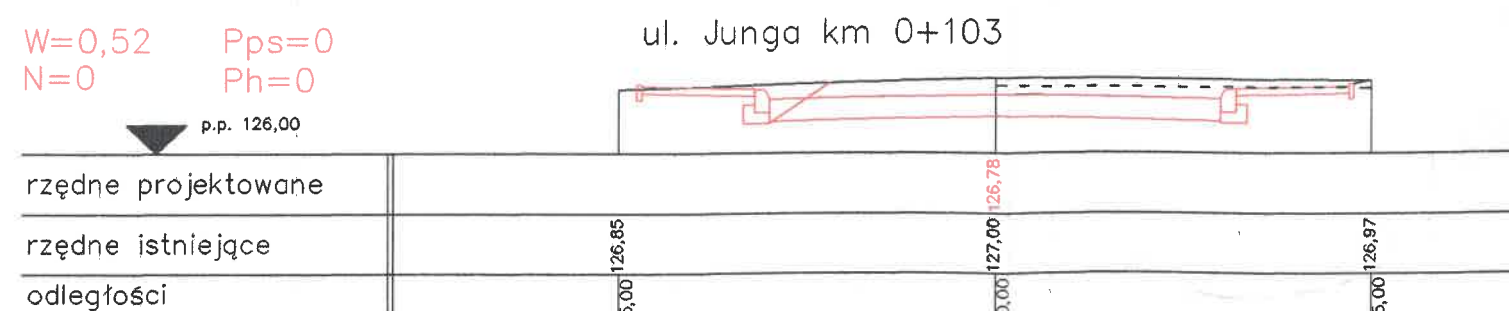 ul. Junga km 0+103
W=0,52 Pps=0
N=0 Ph=0
p.p. 126,00
rzędne projektowane 126,78
rzędne istniejące 126,85 127,00 126,97
odległości